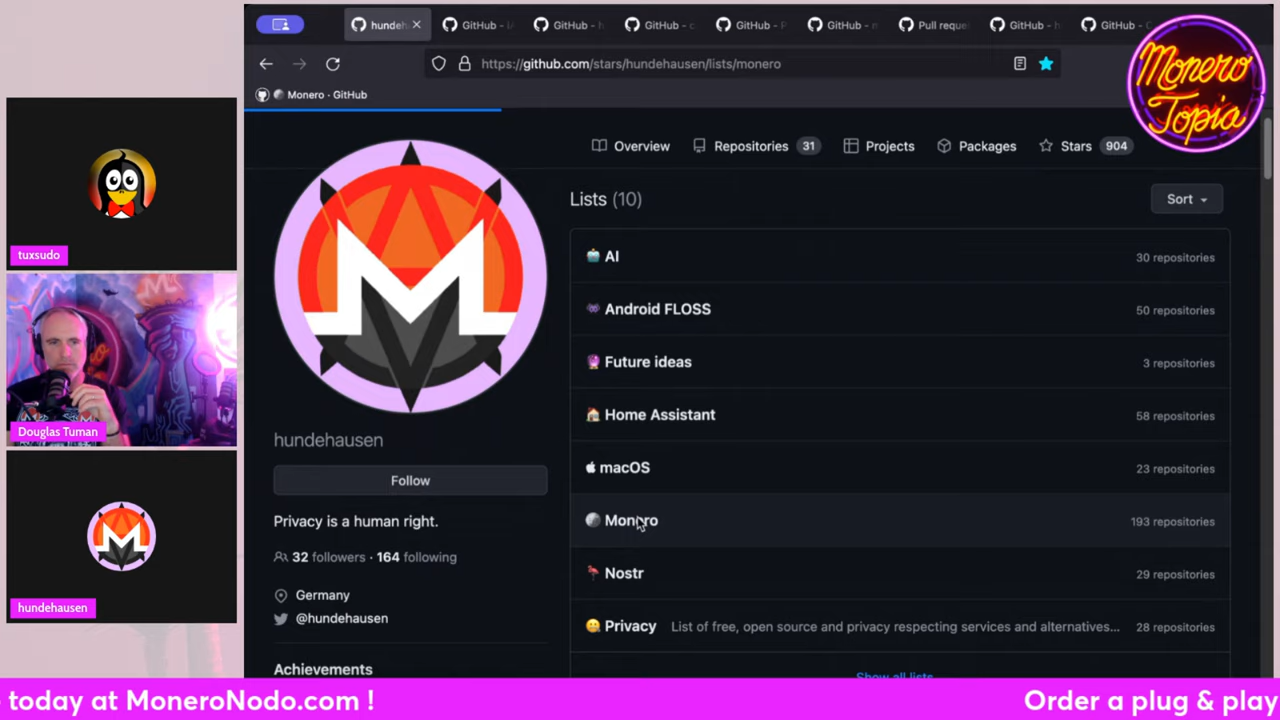 hundeh
GitHub -
GitHub - h
GitHub - c
GitHub - P
GitHub - n
Pull reque
GitHub - h
GitHub - C
https://github.com/stars/hundehausen/lists/monero
Monero · GitHub
Monero
Topia
Overview
Repositories 31
Projects
Packages
Stars 904
Lists (10)
Sort
AI
30 repositories
Android FLOSS
50 repositories
Future ideas
3 repositories
Home Assistant
58 repositories
macOS
23 repositories
Monero
193 repositories
Nostr
29 repositories
Privacy List of free, open source and privacy respecting services and alternatives...
28 repositories
Show all lists
hundehausen
Follow
Privacy is a human right.
32 followers · 164 following
Germany
@hundehausen
Achievements
tuxsudo
Douglas Tuman
hundehausen
e today at MoneroNodo.com !
Order a plug & play